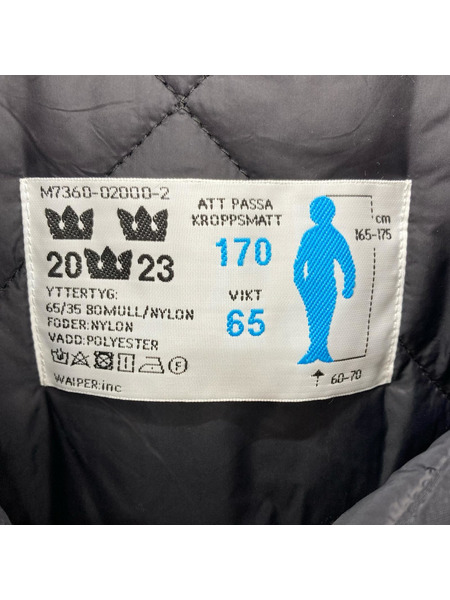 M7360-02000-2
20 23
YTTERTYG:
65/35 BOMULL/NYLON
FODER:NYLON
VADD:POLYESTER
WAIPER:inc
ATT PASSA
KROPPSMATT
170
VIKT
65
cm
165-175
60-70